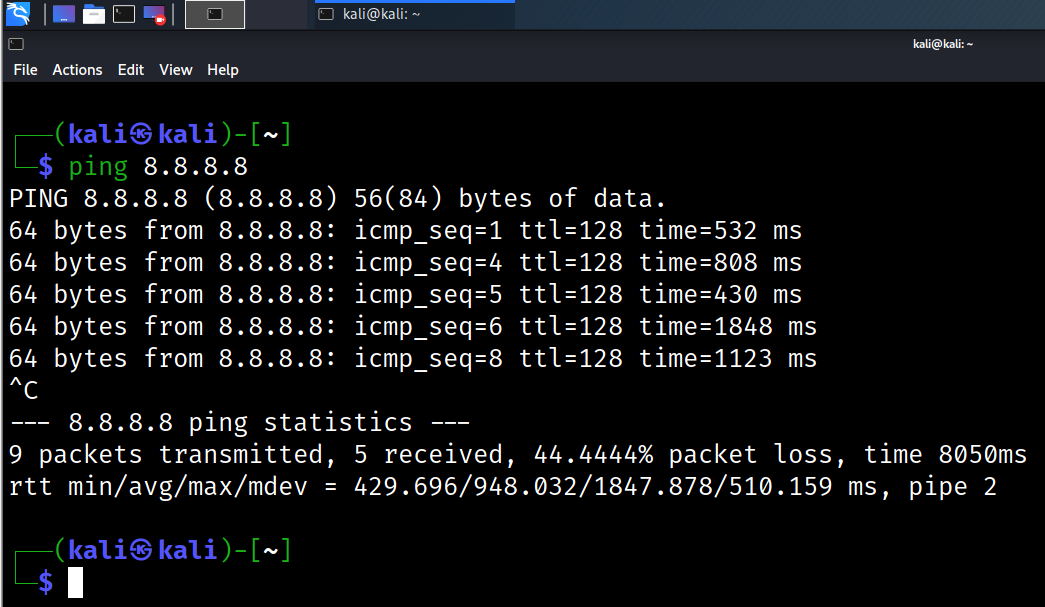 kali@kali: ~
kali@kali: ~
File Actions Edit View Help
(kali㉿kali)-[~]
$ ping 8.8.8.8
PING 8.8.8.8 (8.8.8.8) 56(84) bytes of data.
64 bytes from 8.8.8.8: icmp_seq=1 ttl=128 time=532 ms
64 bytes from 8.8.8.8: icmp_seq=4 ttl=128 time=808 ms
64 bytes from 8.8.8.8: icmp_seq=5 ttl=128 time=430 ms
64 bytes from 8.8.8.8: icmp_seq=6 ttl=128 time=1848 ms
64 bytes from 8.8.8.8: icmp_seq=8 ttl=128 time=1123 ms
^C
--- 8.8.8.8 ping statistics ---
9 packets transmitted, 5 received, 44.4444% packet loss, time 8050ms
rtt min/avg/max/mdev = 429.696/948.032/1847.878/510.159 ms, pipe 2
(kali㉿kali)-[~]
$